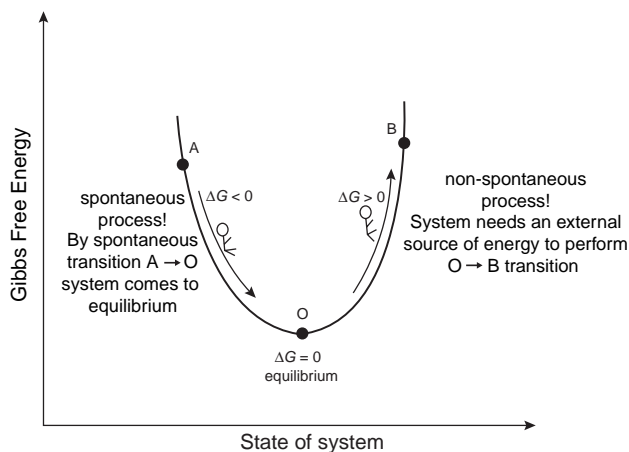 Gibbs Free Energy
A
B
ΔG < 0
ΔG > 0
spontaneous
process!
By spontaneous
transition A → O
system comes to
equilibrium
non-spontaneous
process!
System needs an external
source of energy to perform
O → B transition
O
ΔG = 0
equilibrium
State of system